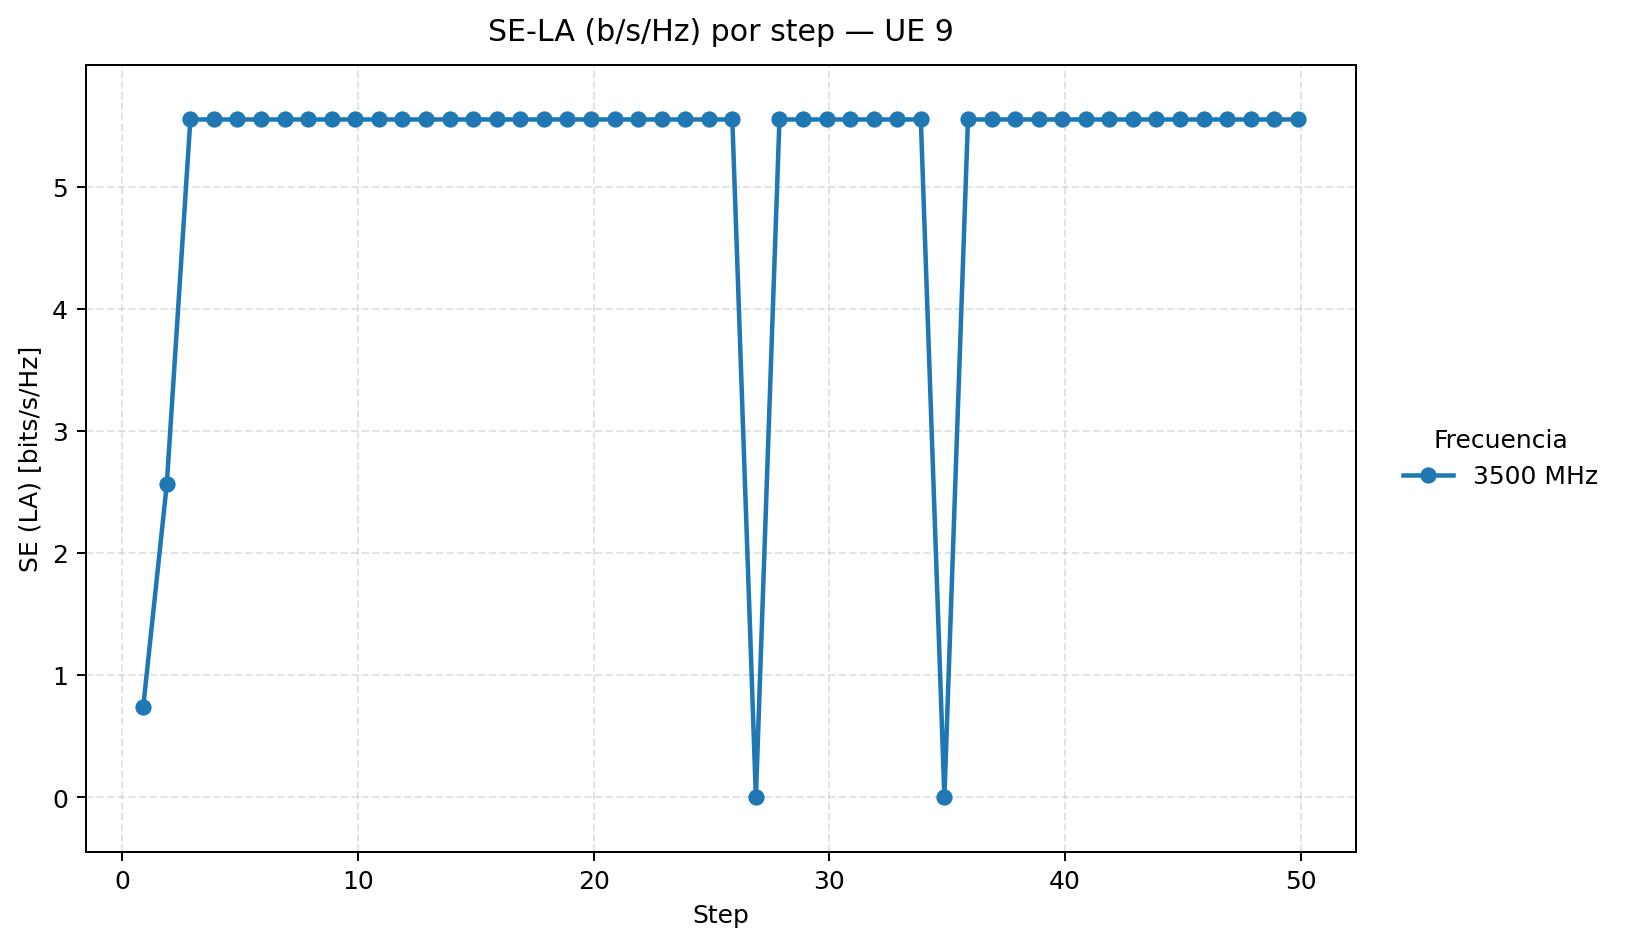 SE-LA (b/s/Hz) por step — UE 9
SE (LA) [bits/s/Hz]
5
4
3
2
1
0
0 10 20 30 40 50
Step
Frecuencia
3500 MHz